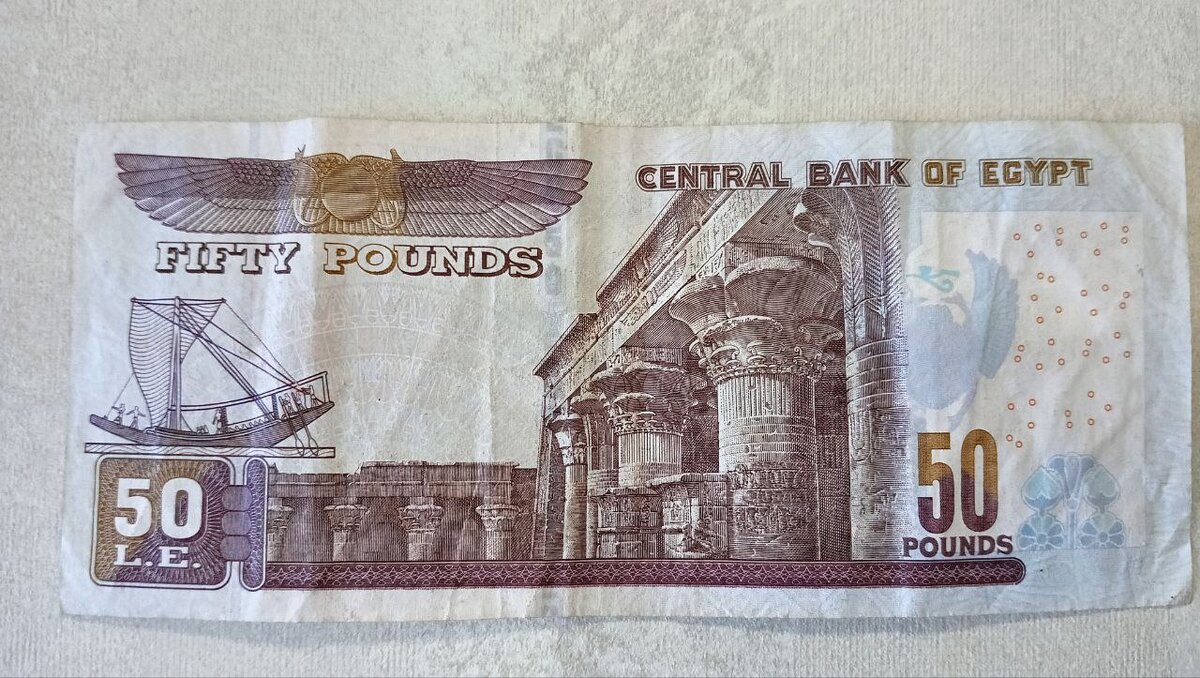 CENTRAL BANK OF EGYPT
FIFTY POUNDS
50
L.E.
50
POUNDS